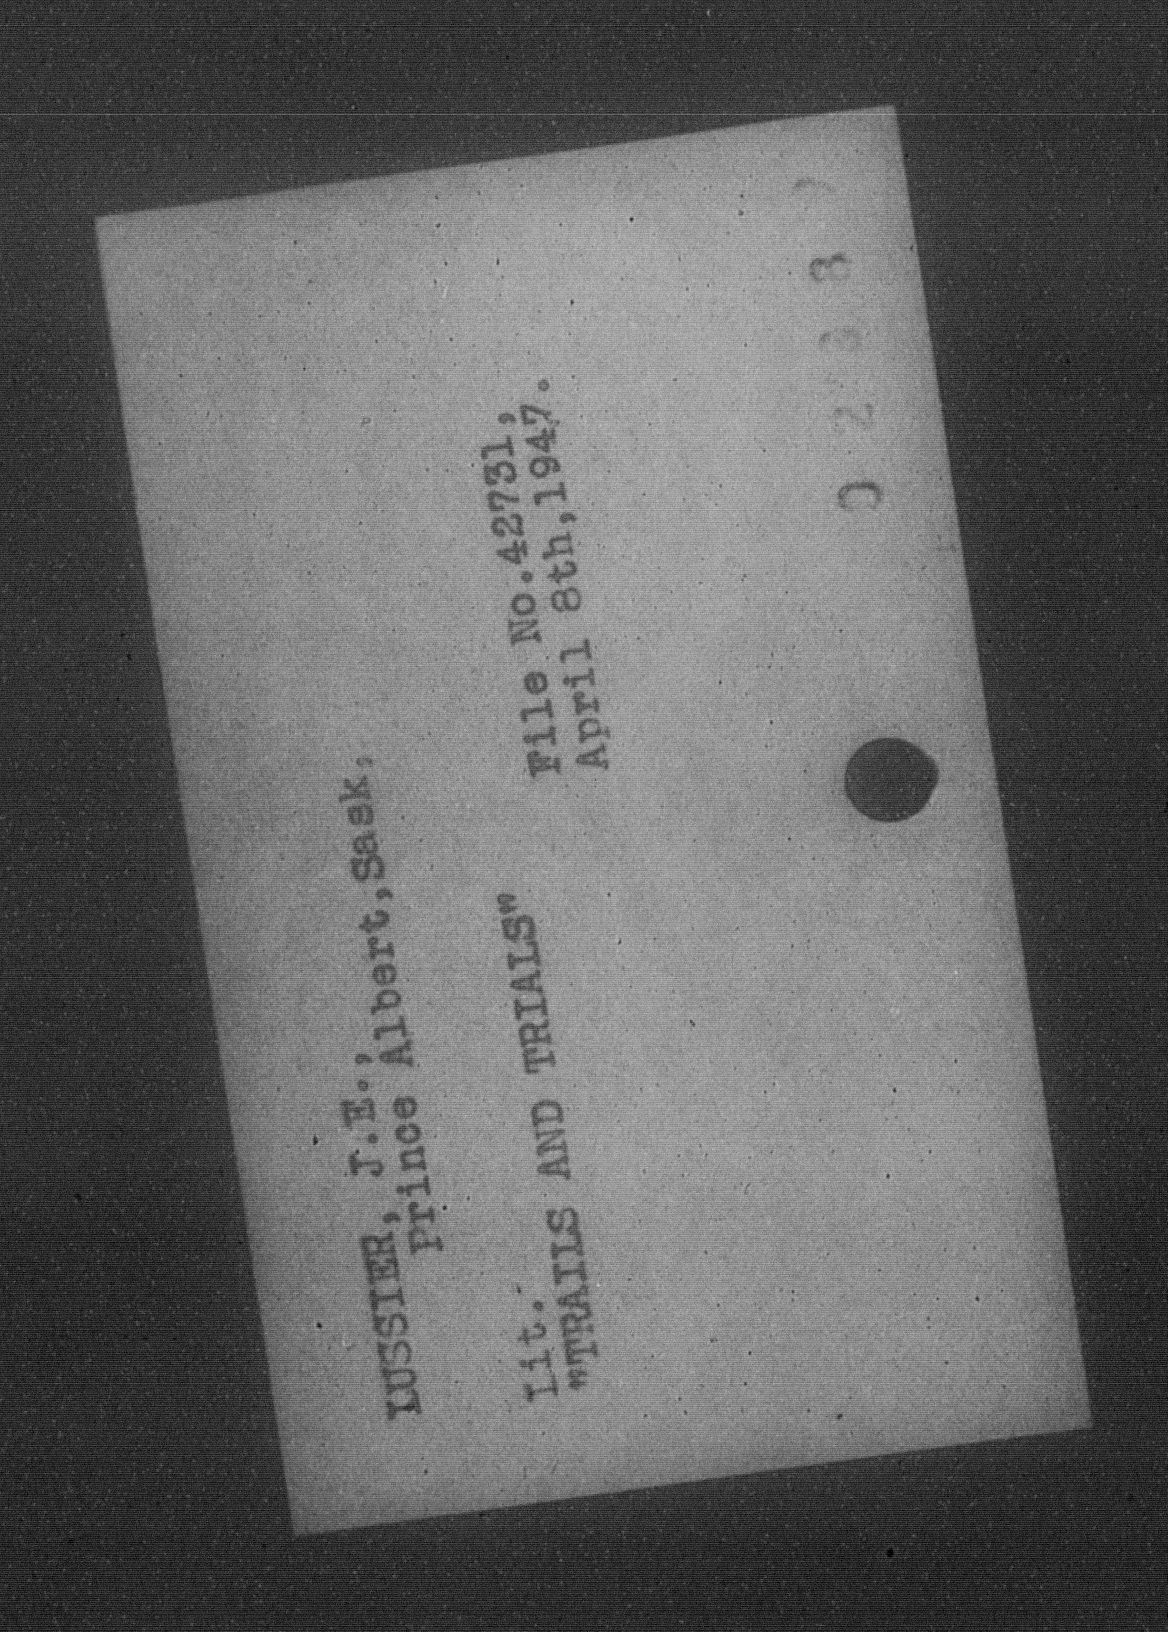 LUSSIER, J.E.,
Prince Albert,Sask,
Lit. File No.42731,
"TRAILS AND TRIALS" April 8th,1947.